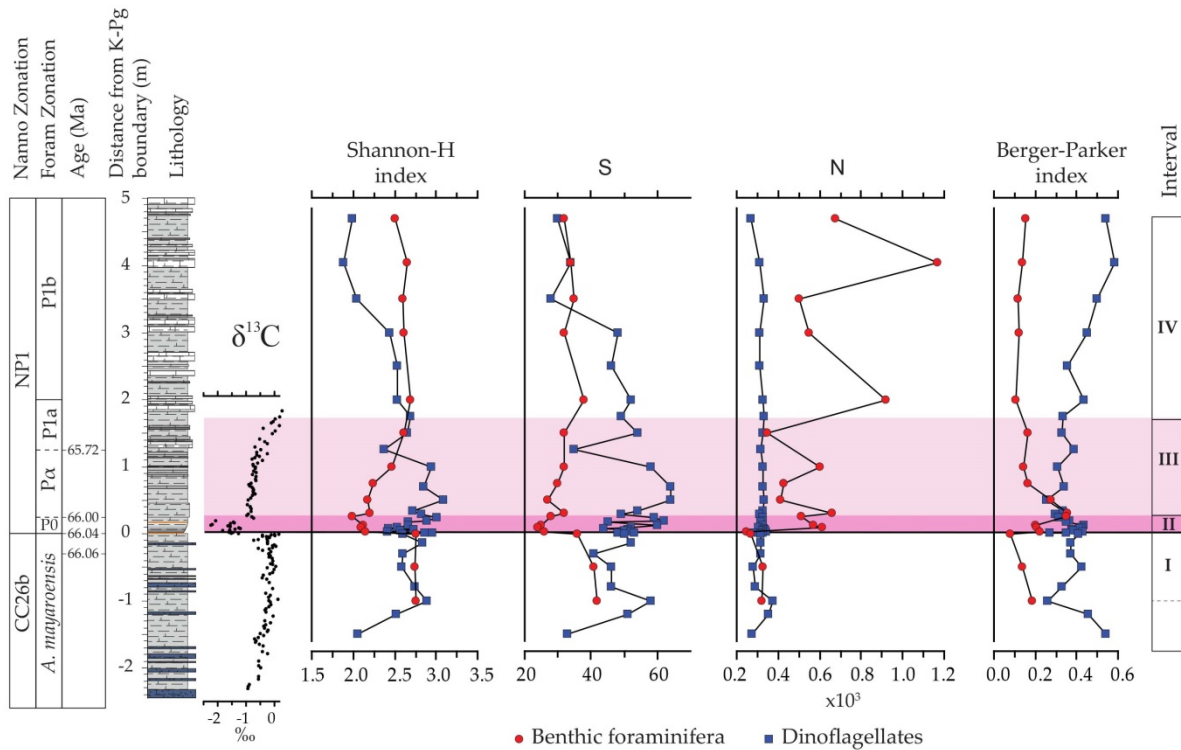 Nanno Zonation
Foram Zonation
Age (Ma)
Distance from K-Pg
boundary (m)
Lithology
Shannon-H
index
S
N
Berger-Parker
index
Interval
NP1
CC26b
P1b
P1a
Pα
P0
A. mayaroensis
65.72
66.00
66.04
66.06
5
4
3
2
1
0
-1
-2
δ13C
-2 -1 0
‰
1.5 2.0 2.5 3.0 3.5
20 40 60
0.2 0.4 0.6 0.8 1.0 1.2
x10³
0.0 0.2 0.4 0.6
IV
III
II
I
Benthic foraminifera
Dinoflagellates